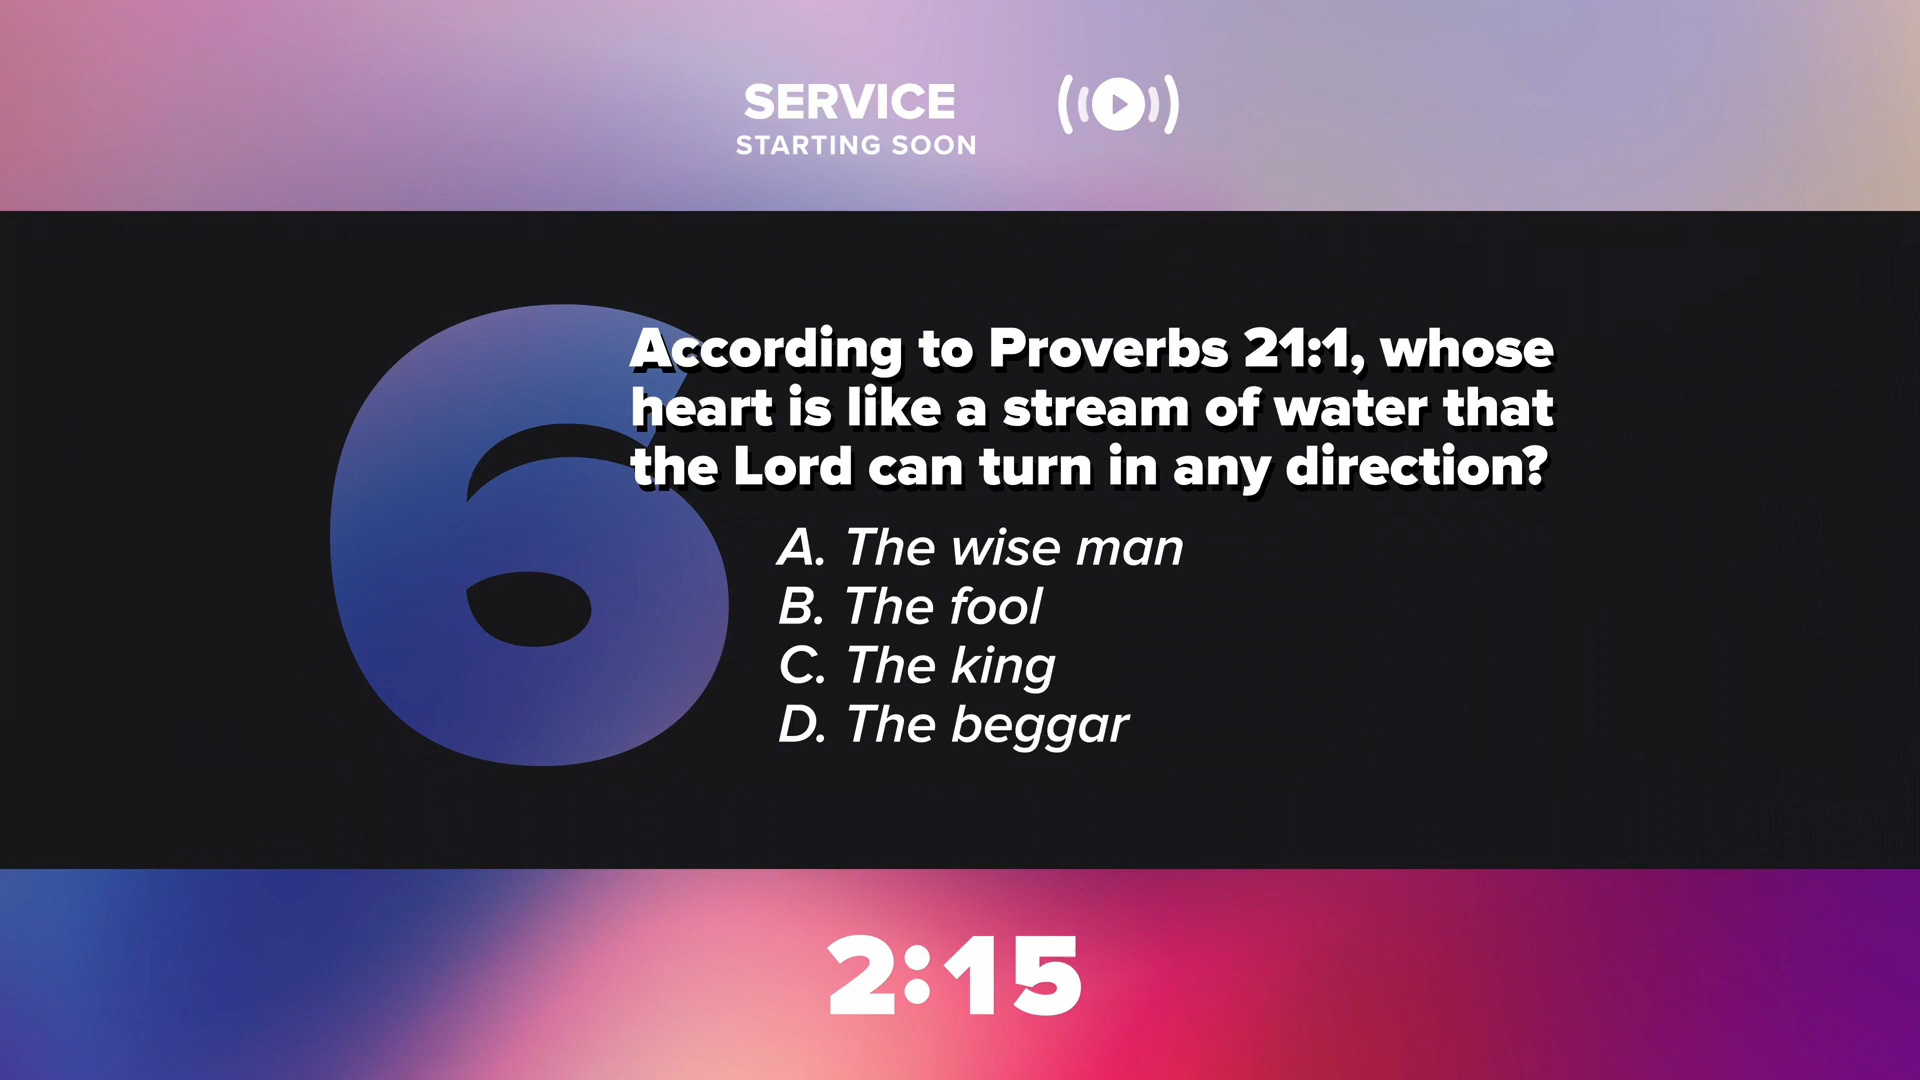 SERVICE
STARTING SOON
6
According to Proverbs 21:1, whose
heart is like a stream of water that
the Lord can turn in any direction?
A. The wise man
B. The fool
C. The king
D. The beggar
2:15